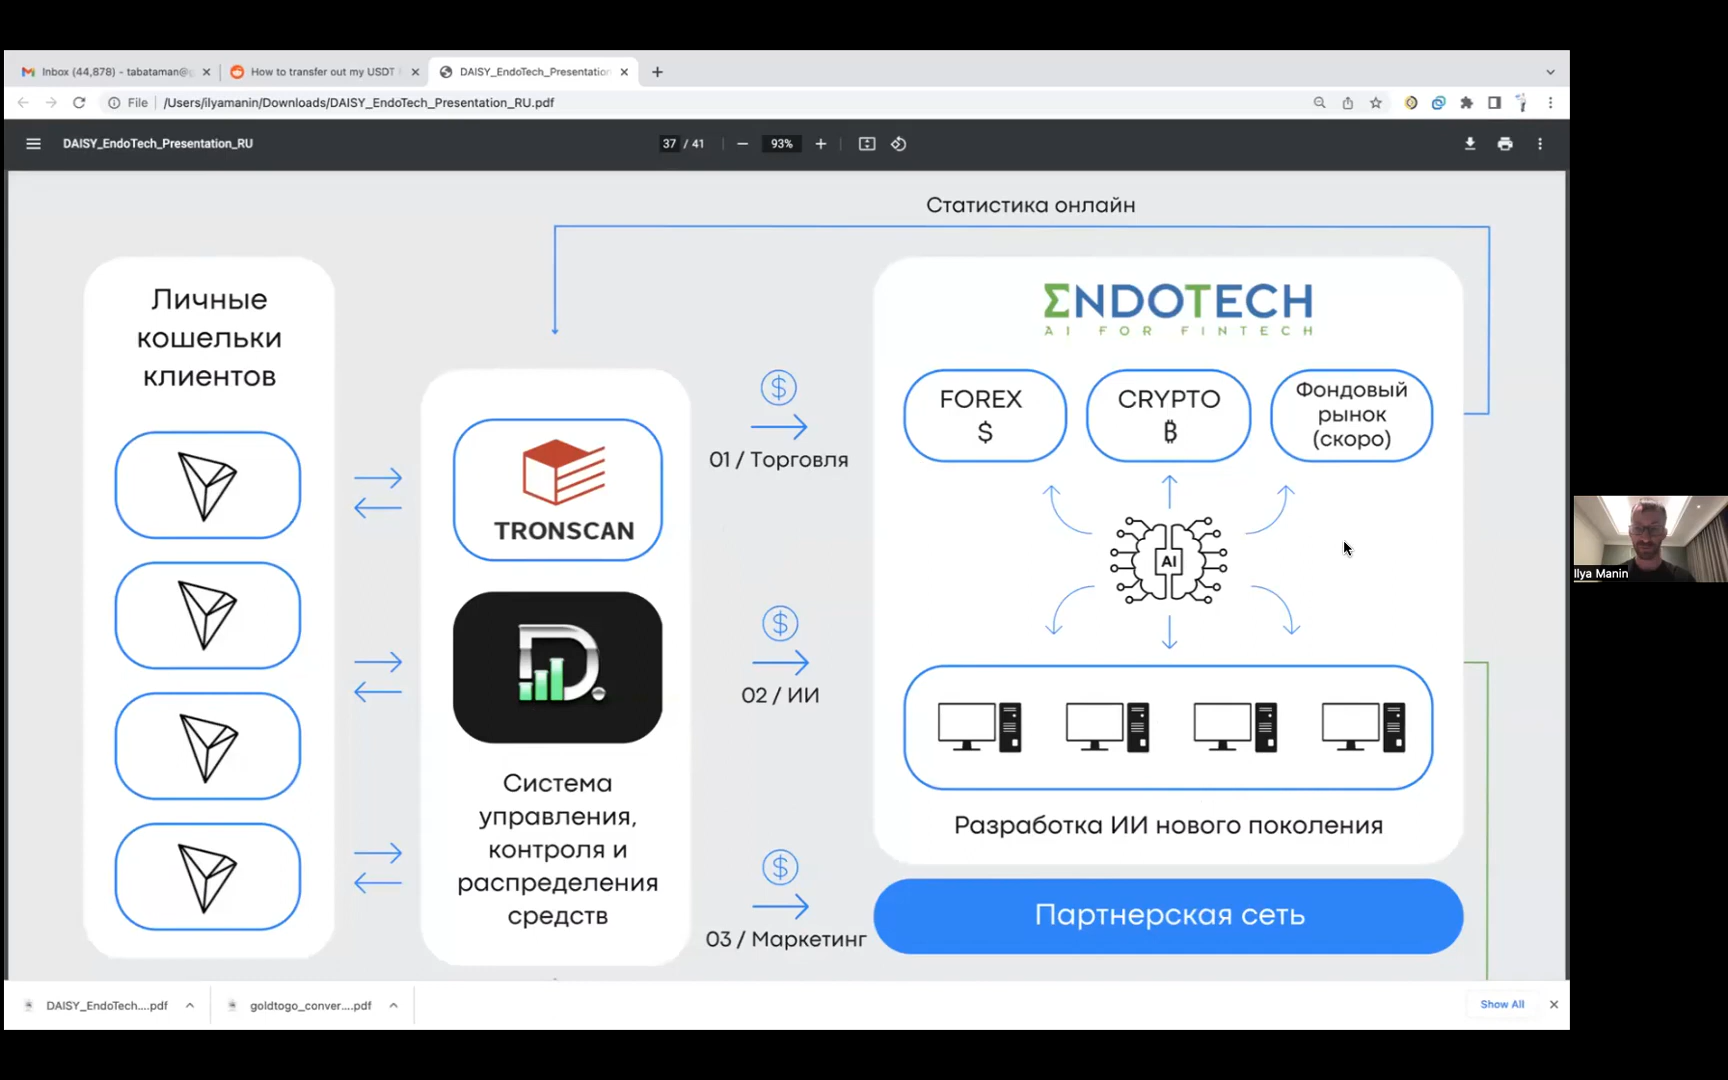 Inbox (44,878) - tabataman@
How to transfer out my USDT
DAISY_EndoTech_Presentation
File
/Users/ilyamanin/Downloads/DAISY_EndoTech_Presentation_RU.pdf
DAISY_EndoTech_Presentation_RU
37 / 41
93%
Статистика онлайн
Личные
кошельки
клиентов
TRONSCAN
D.
Система
управления,
контроля и
распределения
средств
$
01 / Торговля
$
02 / ИИ
$
03 / Маркетинг
ΣNDOTECH
AI FOR FINTECH
FOREX
$
CRYPTO
₿
Фондовый
рынок
(скоро)
AI
Разработка ИИ нового поколения
Партнерская сеть
Ilya Manin
DAISY_EndoTech....pdf
goldtogo_conver....pdf
Show All